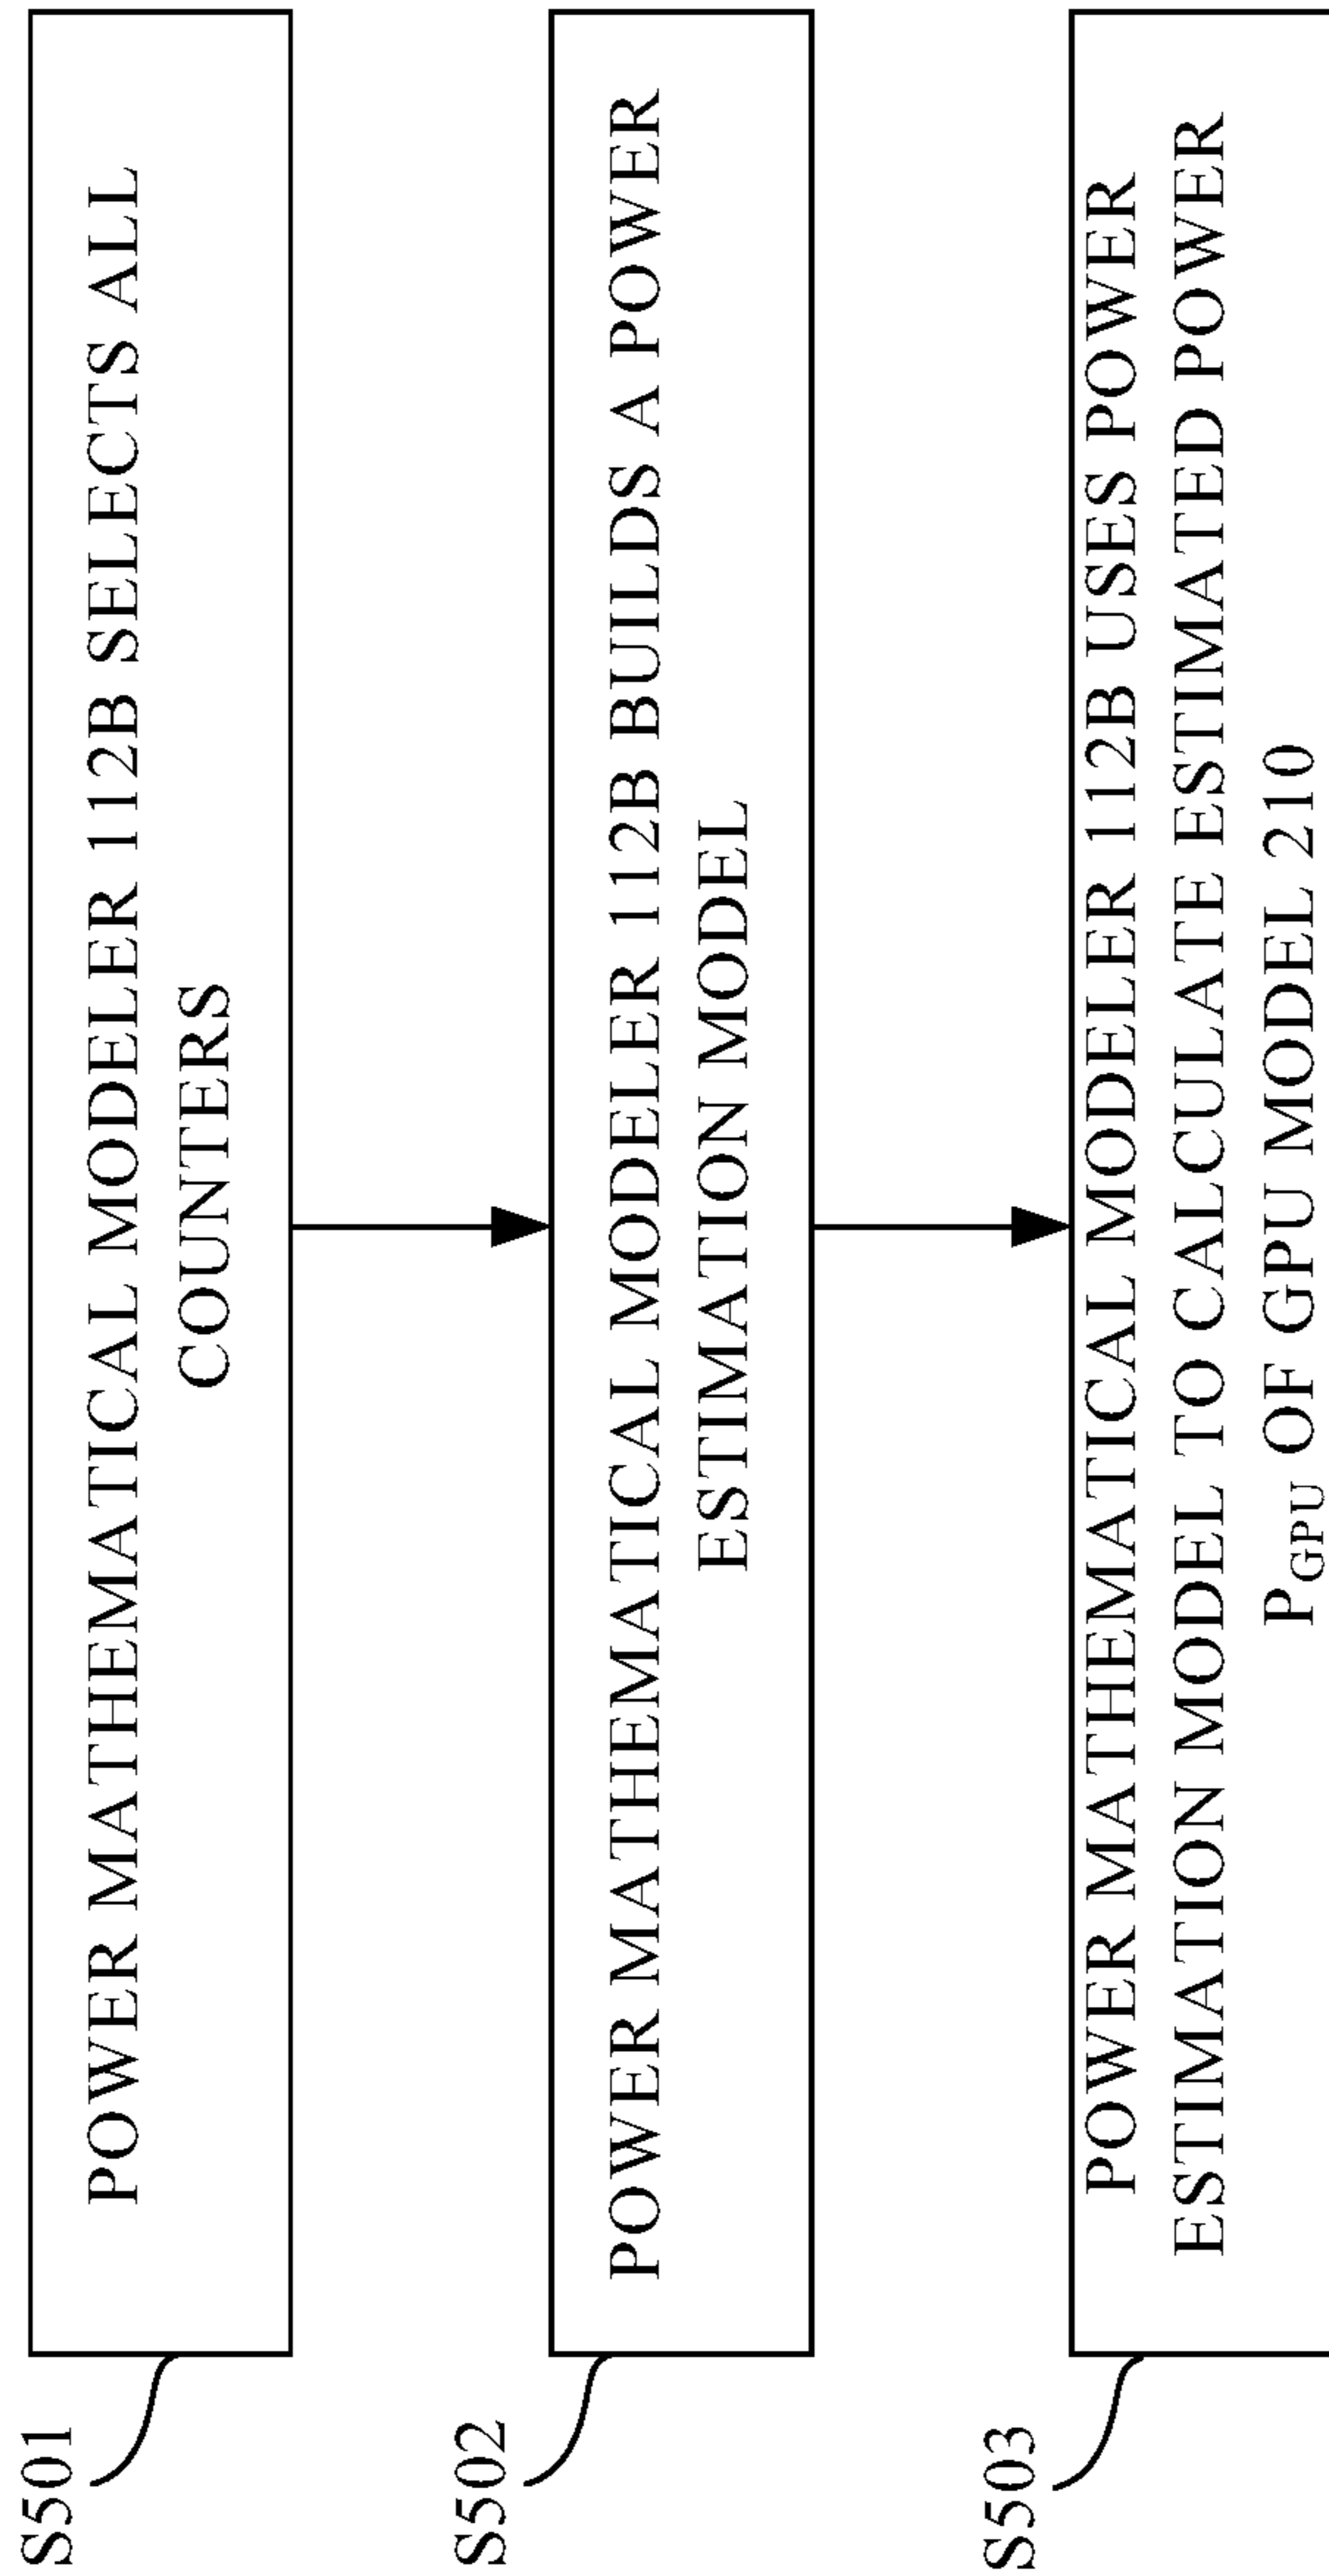 S501
POWER MATHEMATICAL MODELER 112B SELECTS ALL
COUNTERS
S502
POWER MATHEMATICAL MODELER 112B BUILDS A POWER
ESTIMATION MODEL
S503
POWER MATHEMATICAL MODELER 112B USES POWER
ESTIMATION MODEL TO CALCULATE ESTIMATED POWER
PGPU OF GPU MODEL 210